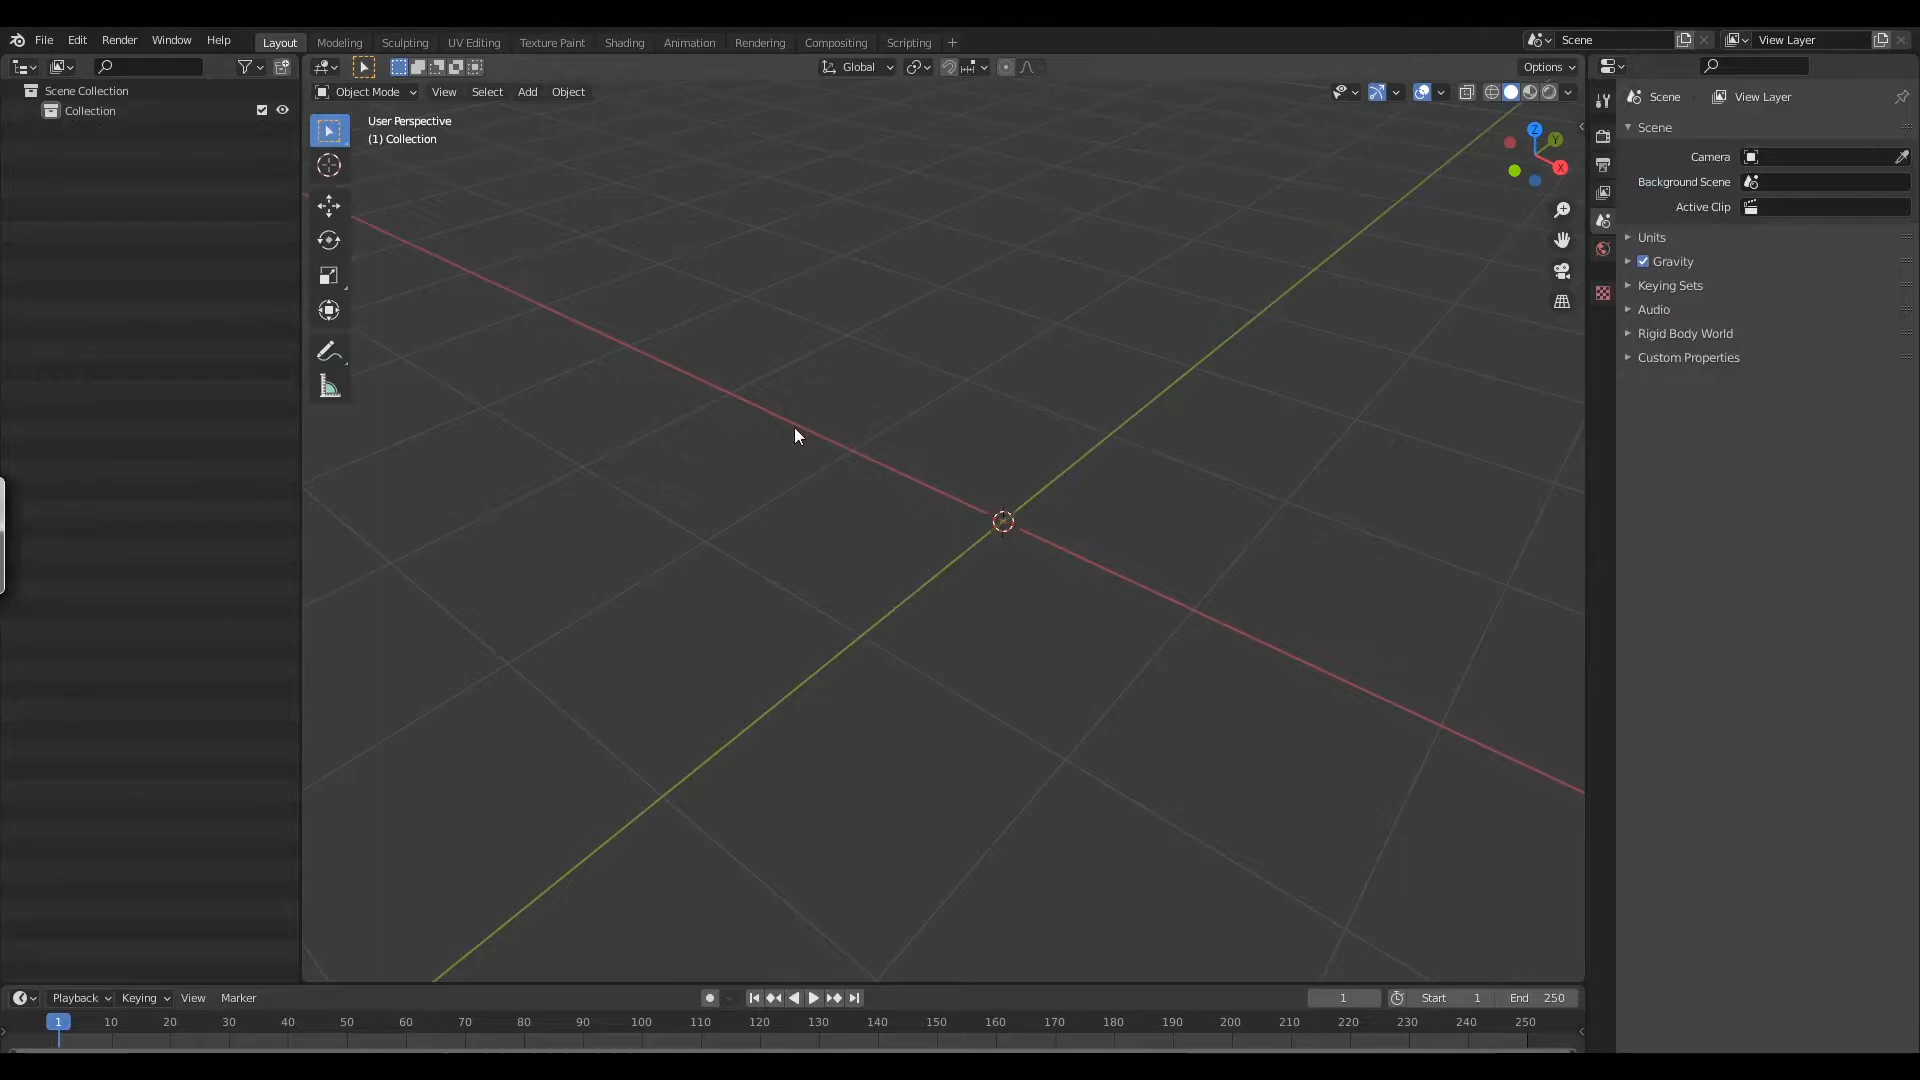 File Edit Render Window Help Layout Modeling Sculpting UV Editing Texture Paint Shading Animation Rendering Compositing Scripting + Scene View Layer
Global Options
Scene Collection
Collection
Object Mode View Select Add Object
User Perspective
(1) Collection
Z
Y
X
Scene View Layer
Scene
Camera
Background Scene
Active Clip
Units
Gravity
Keying Sets
Audio
Rigid Body World
Custom Properties
Playback Keying View Marker 1 Start 1 End 250
1 10 20 30 40 50 60 70 80 90 100 110 120 130 140 150 160 170 180 190 200 210 220 230 240 250